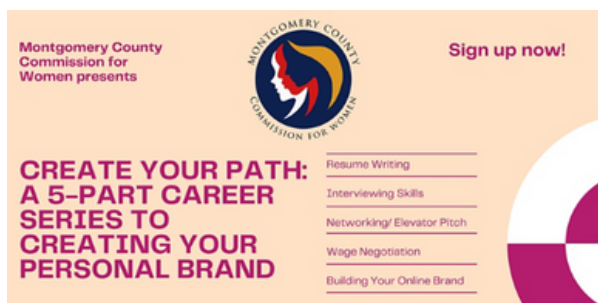 Montgomery County
Commission for
Women presents
MONTGOMERY COUNTY
COMMISSION FOR WOMEN
Sign up now!
CREATE YOUR PATH:
A 5-PART CAREER
SERIES TO
CREATING YOUR
PERSONAL BRAND
Resume Writing
Interviewing Skills
Networking/ Elevator Pitch
Wage Negotiation
Building Your Online Brand